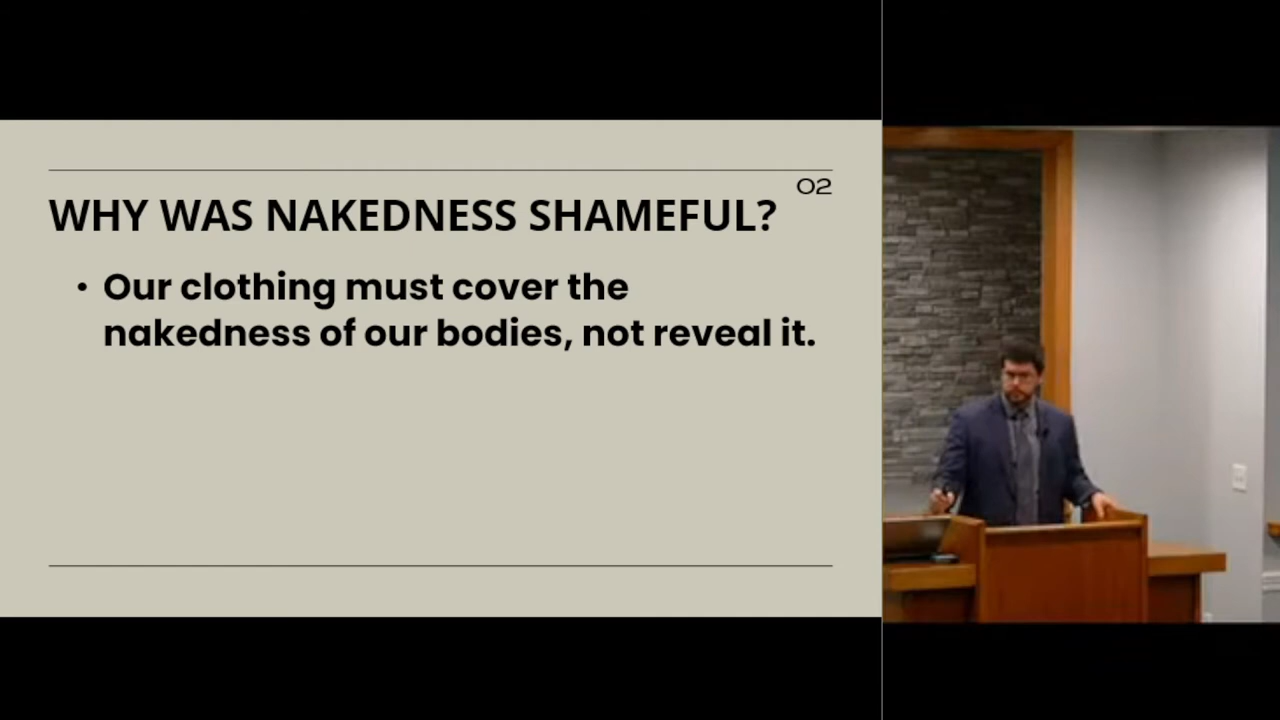 02
WHY WAS NAKEDNESS SHAMEFUL?
• Our clothing must cover the
nakedness of our bodies, not reveal it.